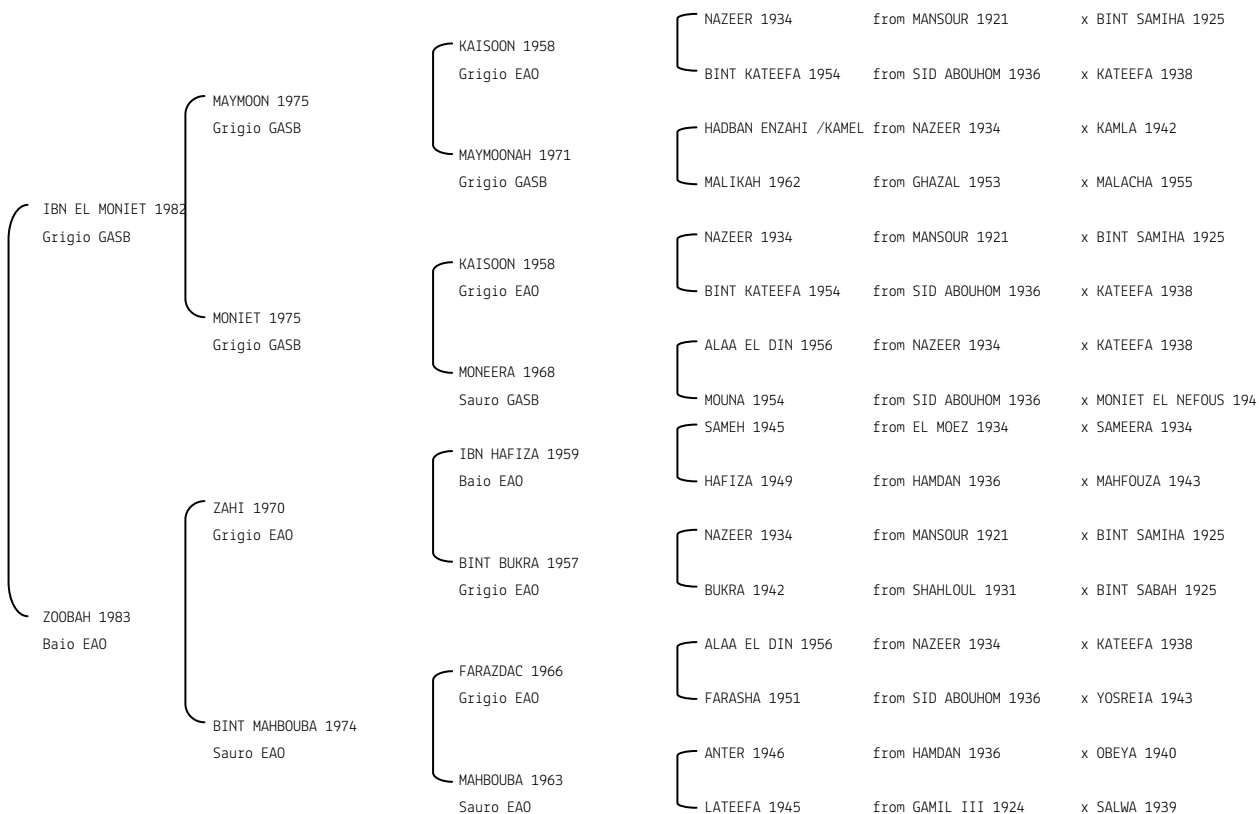 NAZEER 1934 from MANSOUR 1921 x BINT SAMIHA 1925
KAISOON 1958
Grigio EAO
BINT KATEEFA 1954 from SID ABOUHOM 1936 x KATEEFA 1938
MAYMOON 1975
Grigio GASB
HADBAN ENZAHI /KAMEL from NAZEER 1934 x KAMLA 1942
MAYMOONAH 1971
Grigio GASB
MALIKAH 1962 from GHAZAL 1953 x MALACHA 1955
IBN EL MONIET 1982
Grigio GASB
NAZEER 1934 from MANSOUR 1921 x BINT SAMIHA 1925
KAISOON 1958
Grigio EAO
BINT KATEEFA 1954 from SID ABOUHOM 1936 x KATEEFA 1938
MONIET 1975
Grigio GASB
ALAA EL DIN 1956 from NAZEER 1934 x KATEEFA 1938
MONEERA 1968
Sauro GASB
MOUNA 1954 from SID ABOUHOM 1936 x MONIET EL NEFOUS 194
SAMEH 1945 from EL MOEZ 1934 x SAMEERA 1934
IBN HAFIZA 1959
Baio EAO
HAFIZA 1949 from HAMDAN 1936 x MAHFOUZA 1943
ZAHI 1970
Grigio EAO
NAZEER 1934 from MANSOUR 1921 x BINT SAMIHA 1925
BINT BUKRA 1957
Grigio EAO
BUKRA 1942 from SHAHLOUL 1931 x BINT SABAH 1925
ZOOBAH 1983
Baio EAO
ALAA EL DIN 1956 from NAZEER 1934 x KATEEFA 1938
FARAZDAC 1966
Grigio EAO
FARASHA 1951 from SID ABOUHOM 1936 x YOSREIA 1943
BINT MAHBOUBA 1974
Sauro EAO
ANTER 1946 from HAMDAN 1936 x OBEYA 1940
MAHBOUBA 1963
Sauro EAO
LATEEFA 1945 from GAMIL III 1924 x SALWA 1939